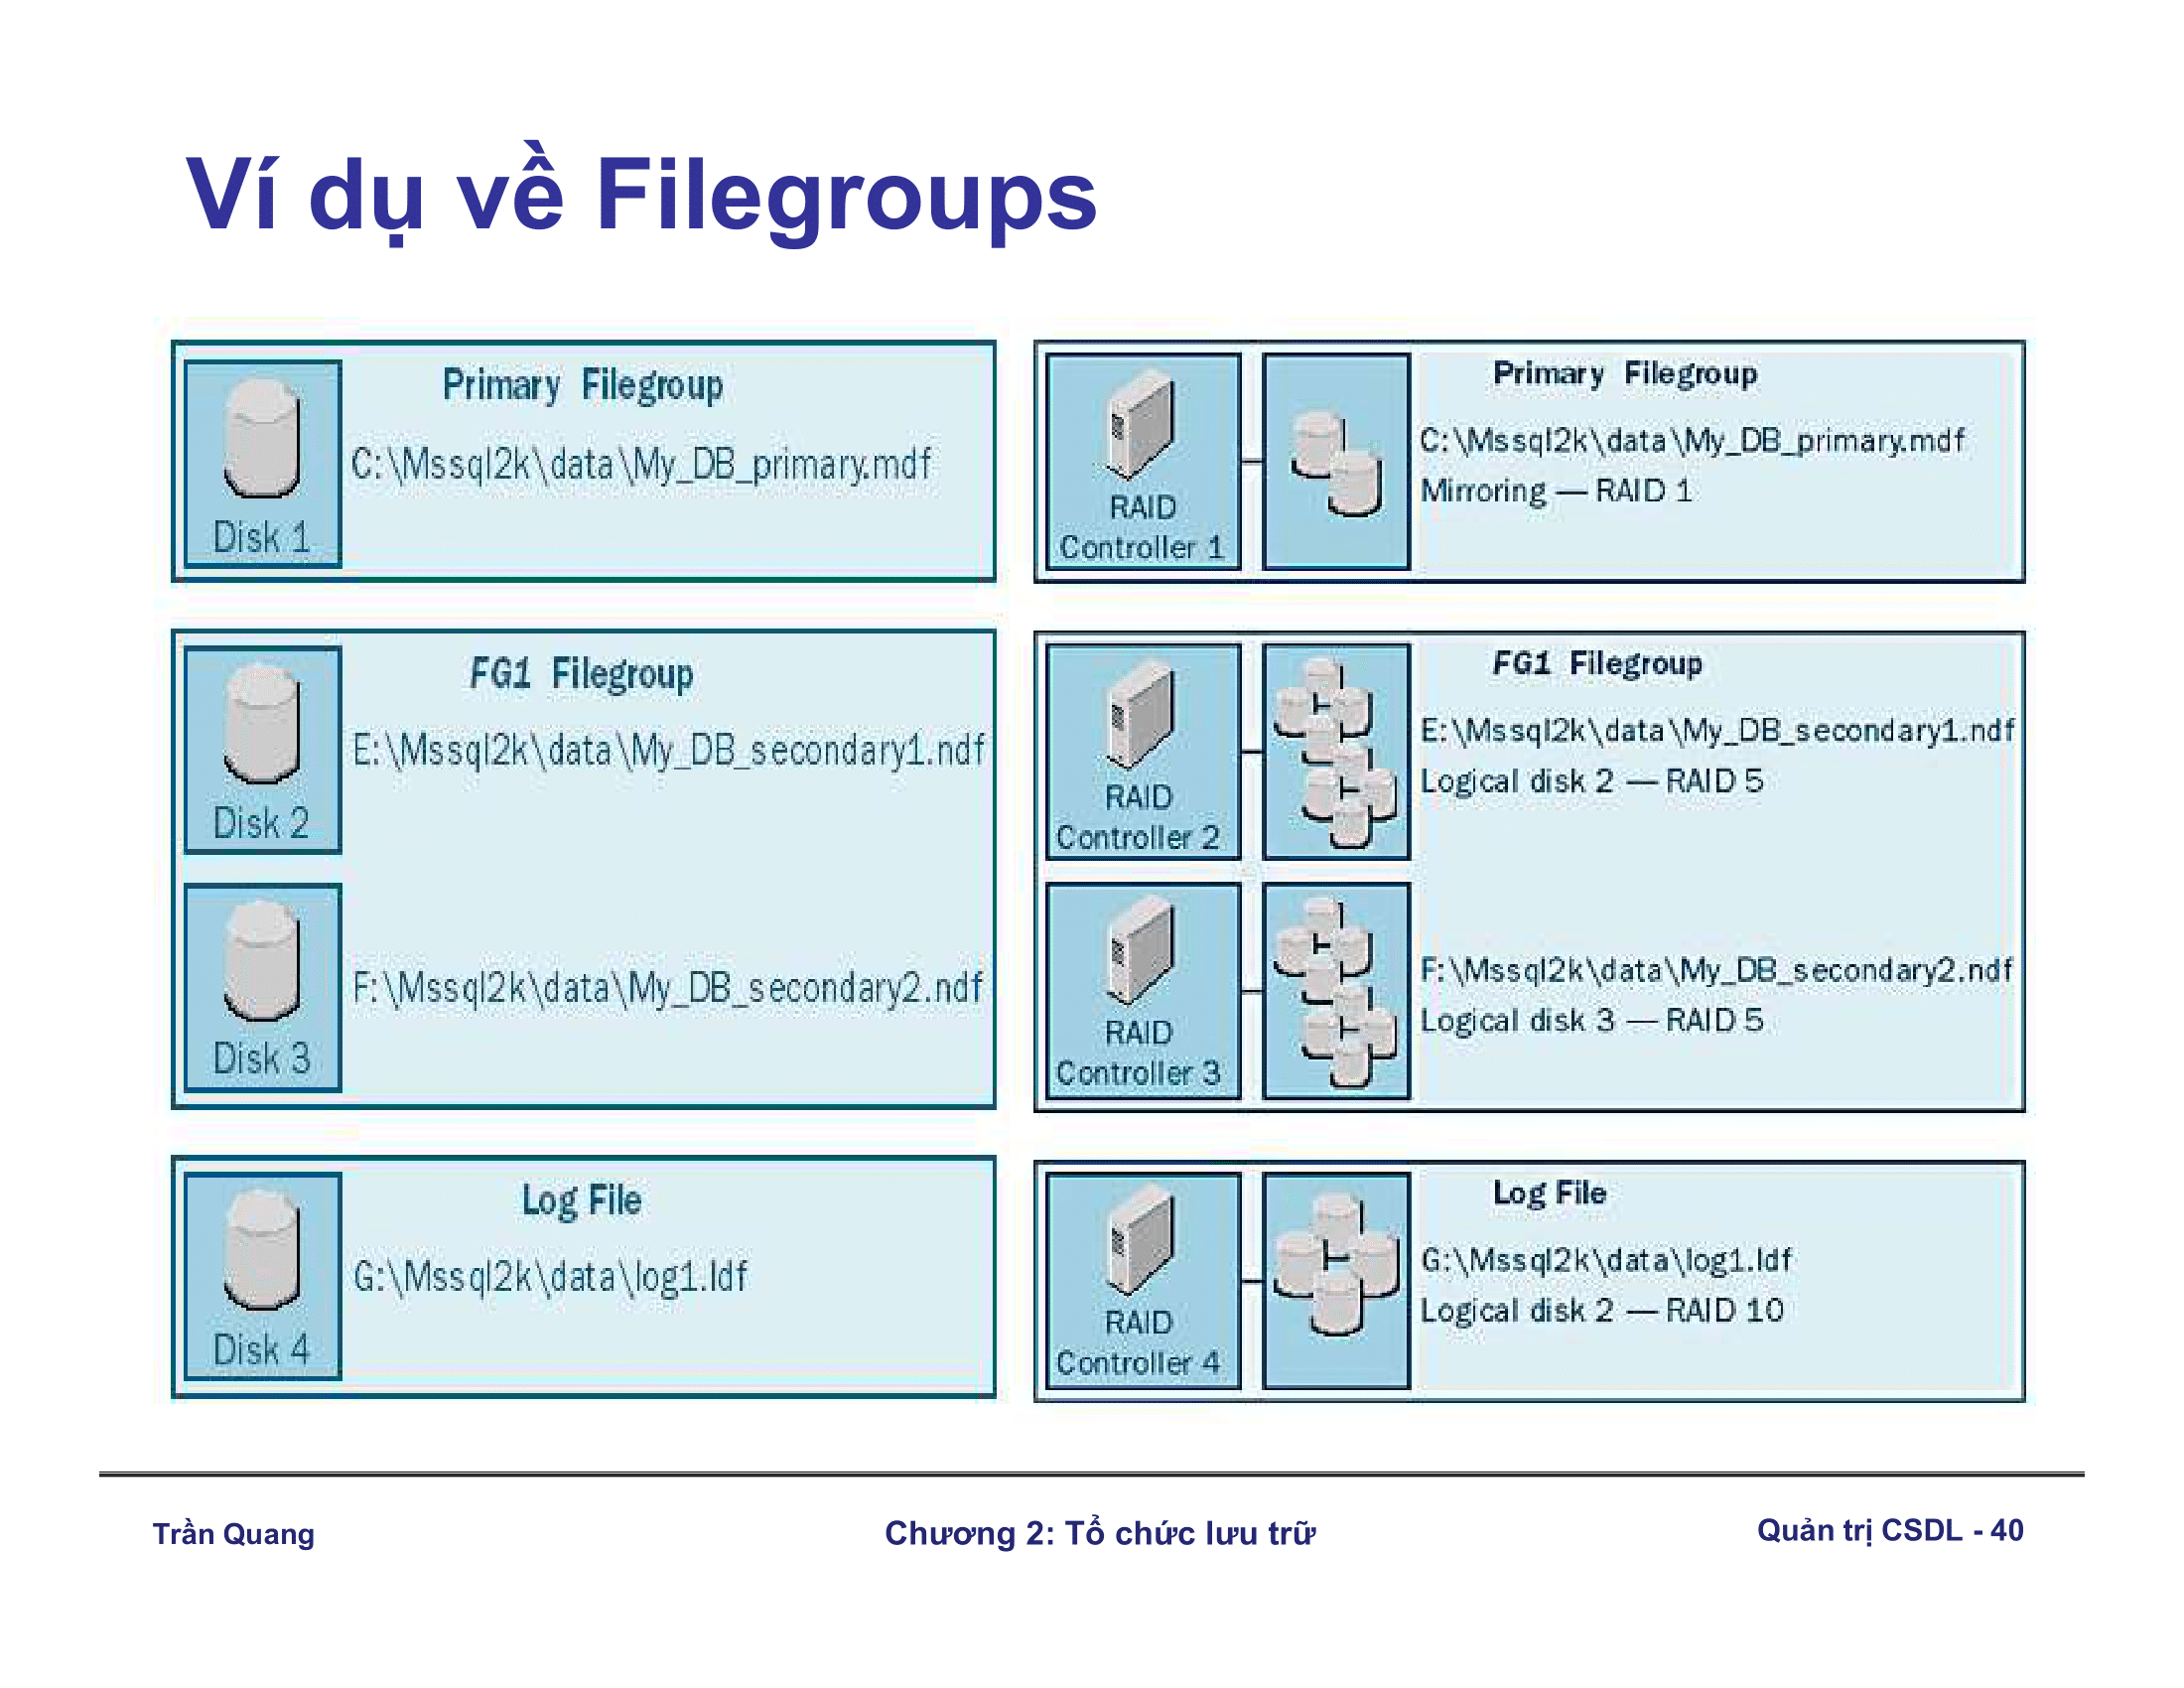 Ví dụ về Filegroups
Primary Filegroup
C:\Mssql2k\data\My_DB_primary.mdf
Disk 1
FG1 Filegroup
E:\Mssql2k\data\My_DB_secondary1.ndf
Disk 2
F:\Mssql2k\data\My_DB_secondary2.ndf
Disk 3
Log File
G:\Mssql2k\data\log1.ldf
Disk 4
Primary Filegroup
C:\Mssql2k\data\My_DB_primary.mdf
Mirroring — RAID 1
RAID
Controller 1
FG1 Filegroup
E:\Mssql2k\data\My_DB_secondary1.ndf
Logical disk 2 — RAID 5
RAID
Controller 2
F:\Mssql2k\data\My_DB_secondary2.ndf
Logical disk 3 — RAID 5
RAID
Controller 3
Log File
G:\Mssql2k\data\log1.ldf
Logical disk 2 — RAID 10
RAID
Controller 4
Trần Quang
Chương 2: Tổ chức lưu trữ
Quản trị CSDL - 40